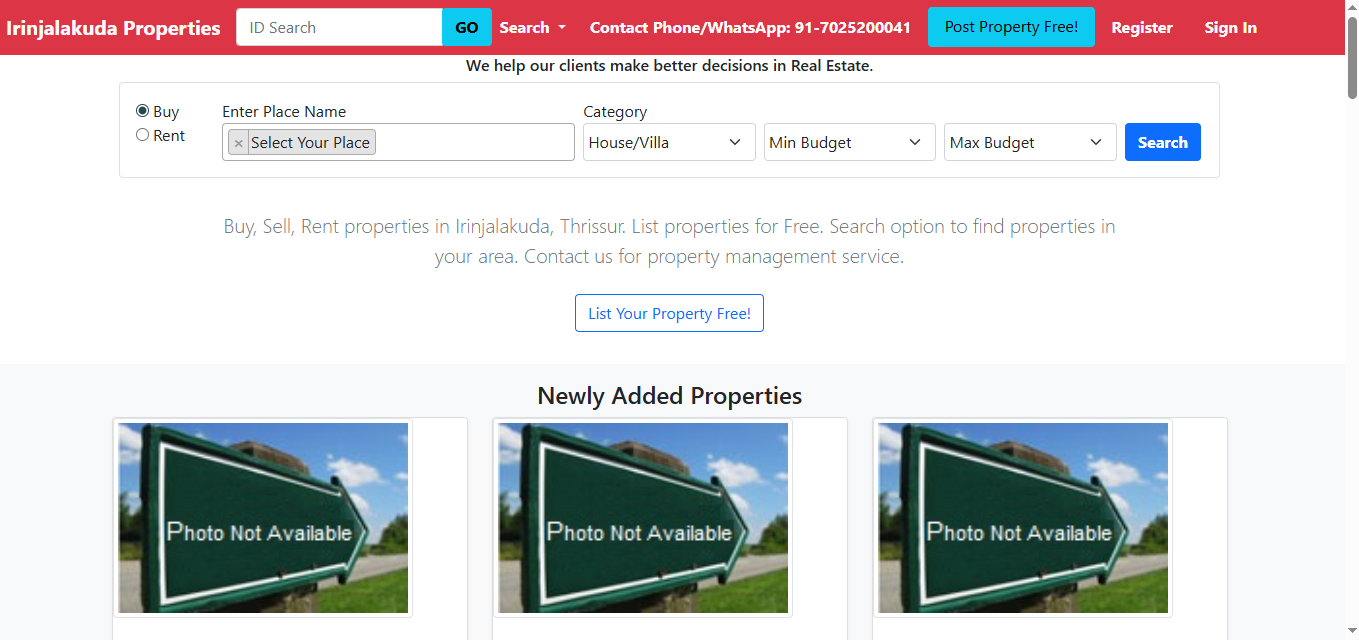 Irinjalakuda Properties ID Search GO Search Contact Phone/WhatsApp: 91-7025200041 Post Property Free! Register Sign In
We help our clients make better decisions in Real Estate.
Buy Enter Place Name Category
Rent
× Select Your Place House/Villa Min Budget Max Budget Search
Buy, Sell, Rent properties in Irinjalakuda, Thrissur. List properties for Free. Search option to find properties in
your area. Contact us for property management service.
List Your Property Free!
Newly Added Properties
Photo Not Available Photo Not Available Photo Not Available